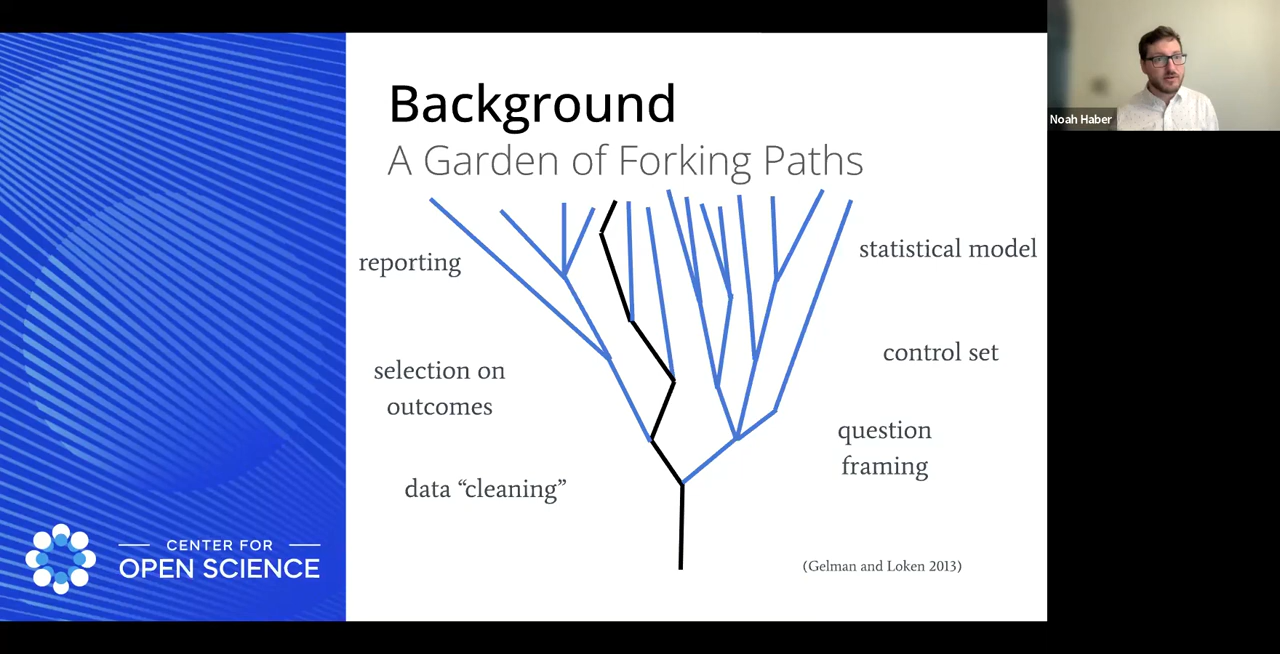 Background
A Garden of Forking Paths
reporting
statistical model
selection on
outcomes
control set
question
framing
data “cleaning”
(Gelman and Loken 2013)
CENTER FOR
OPEN SCIENCE
Noah Haber